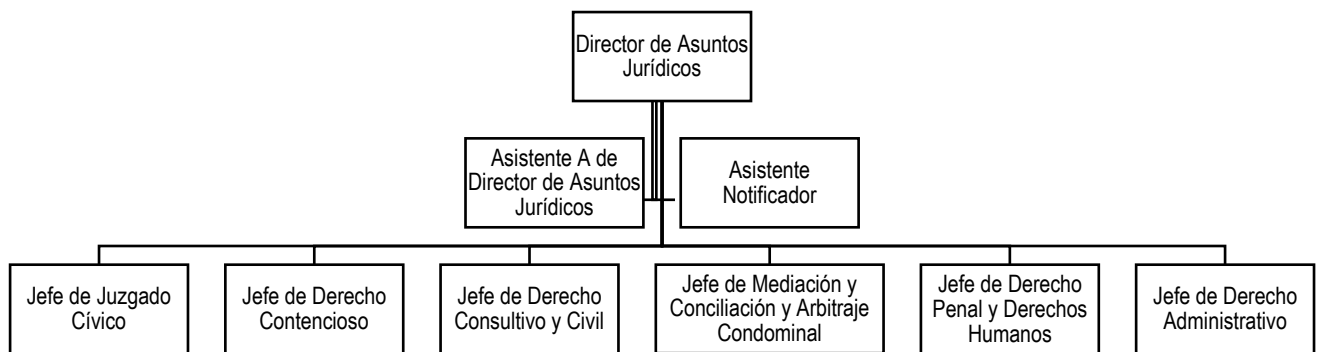 Director de Asuntos
Jurídicos
Asistente A de
Director de Asuntos
Jurídicos
Asistente
Notificador
Jefe de Juzgado
Cívico
Jefe de Derecho
Contencioso
Jefe de Derecho
Consultivo y Civil
Jefe de Mediación y
Conciliación y Arbitraje
Condominal
Jefe de Derecho
Penal y Derechos
Humanos
Jefe de Derecho
Administrativo